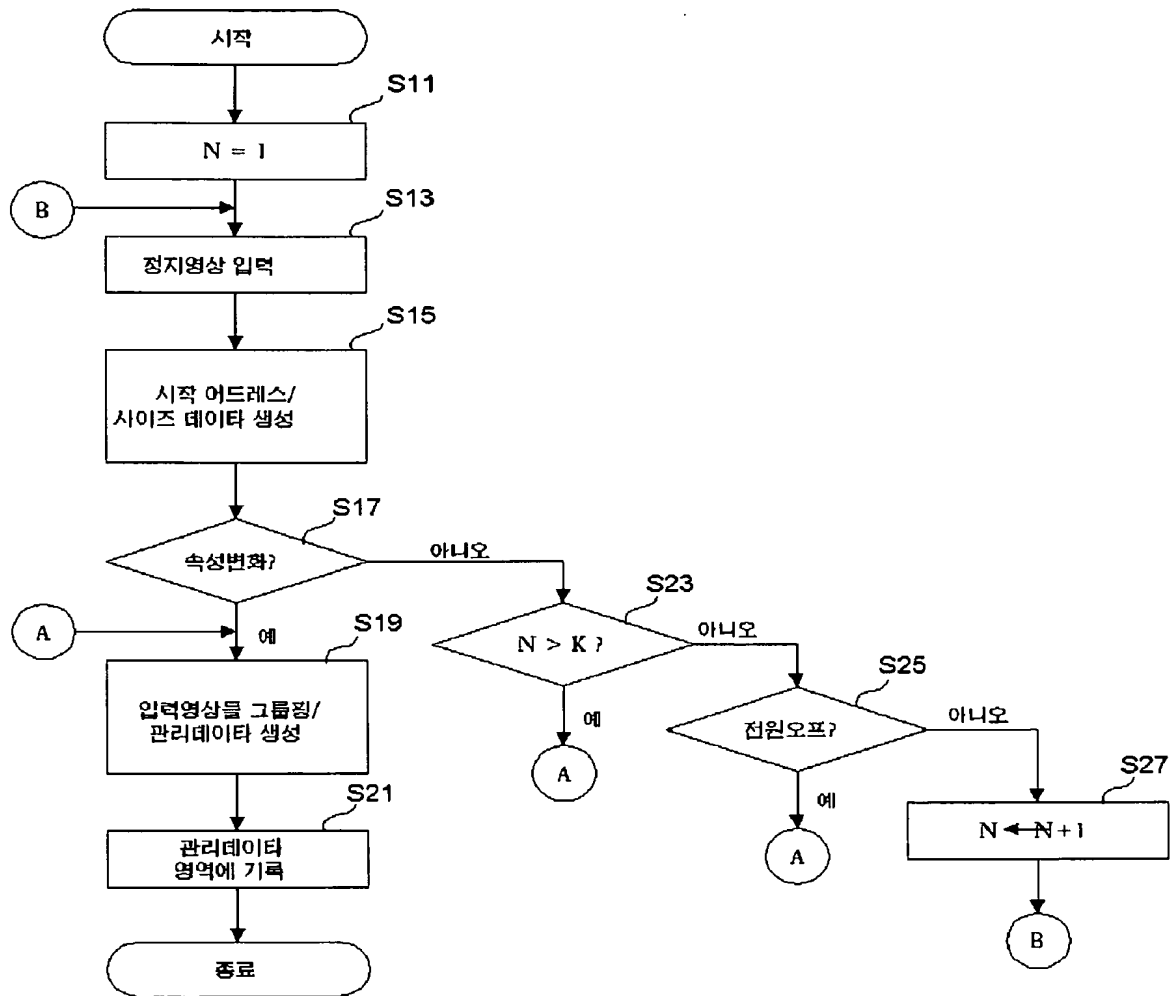 시작
S11
N = 1
B
S13
정지영상 입력
S15
시작 어드레스/
사이즈 데이타 생성
S17
속성변화?
아니오
A
예
S19
입력영상들 그룹핑/
관리데이타 생성
S21
관리데이타
영역에 기록
종료
S23
N > K ?
아니오
예
A
S25
전원오프?
아니오
예
A
S27
N ← N+1
B